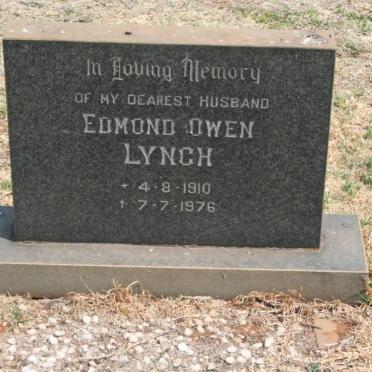 In Loving Memory
OF MY DEAREST HUSBAND
EDMOND OWEN
LYNCH
+ 4-8-1910
† 7-7-1976